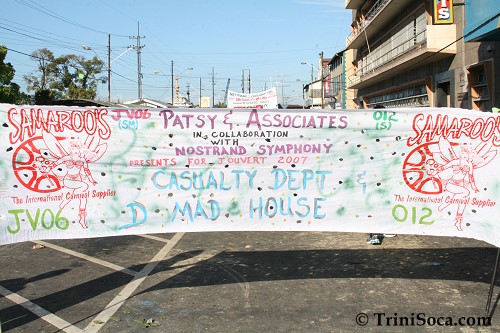 SAMAROO'S
The International Carnival Supplier
JV06
JV06
(SM)
PATSY & ASSOCIATES
IN COLLABORATION
WITH
NOSTRAND SYMPHONY
PRESENTS FOR J'OUVERT 2007
CASUALTY DEPT &
D MAD HOUSE
012
(S)
SAMAROO'S
The International Carnival Supplier
012
© TriniSoca.com